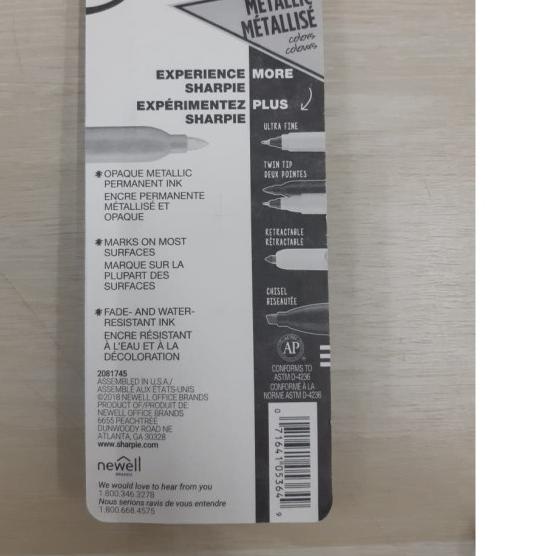 METALLIC
MÉTALLISÉ
colors
couleurs
EXPERIENCE MORE
SHARPIE
EXPÉRIMENTEZ PLUS
SHARPIE
ULTRA FINE
TWIN TIP
DEUX POINTES
RETRACTABLE
RÉTRACTABLE
CHISEL
BISEAUTÉE
* OPAQUE METALLIC
PERMANENT INK
ENCRE PERMANENTE
MÉTALLISÉ ET
OPAQUE
* MARKS ON MOST
SURFACES
MARQUE SUR LA
PLUPART DES
SURFACES
* FADE- AND WATER-
RESISTANT INK
ENCRE RÉSISTANT
À L'EAU ET À LA
DÉCOLORATION
AP
CONFORMS TO
ASTM D-4236
CONFORME À LA
NORME ASTM D-4236
2081745
ASSEMBLED IN U.S.A./
ASSEMBLÉ AUX ÉTATS-UNIS
©2018 NEWELL OFFICE BRANDS
PRODUCT OF/PRODUIT DE:
NEWELL OFFICE BRANDS
6655 PEACHTREE
DUNWOODY ROAD NE
ATLANTA, GA 30328
www.sharpie.com
newell
BRANDS
We would love to hear from you
1.800.346.3278
Nous serions ravis de vous entendre
1.800.668.4575
0 71641 05364 9